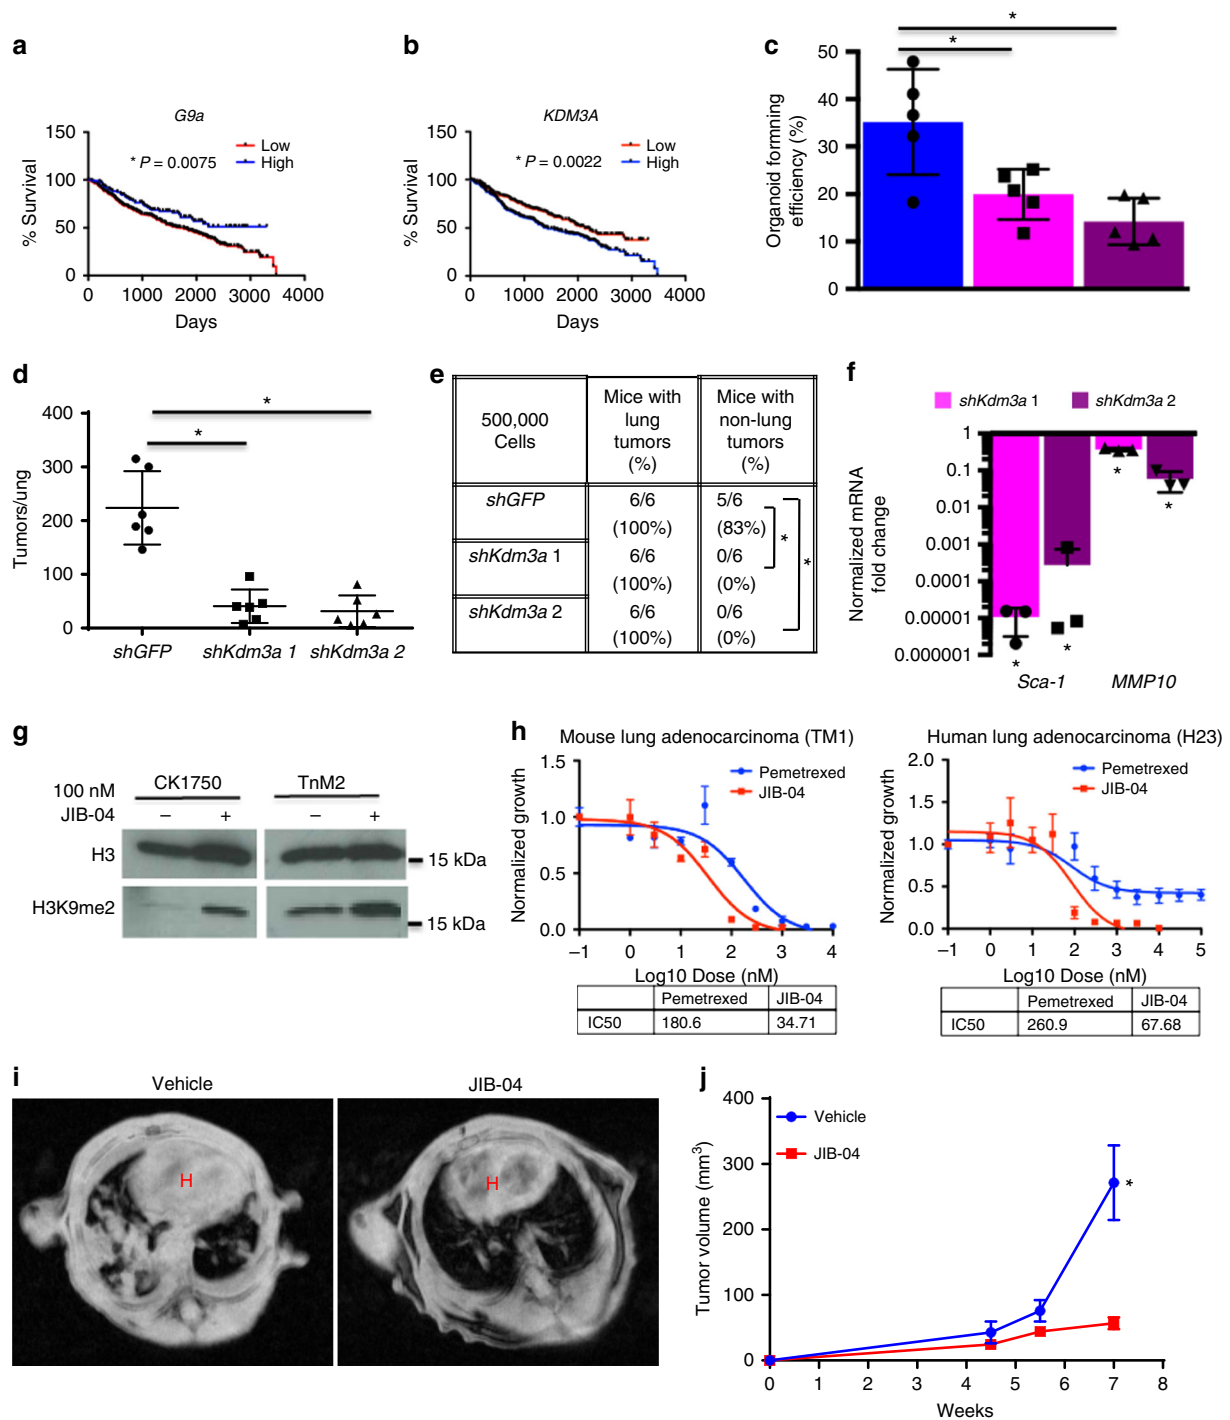 a
G9a
150
100
50
0
% Survival
* P = 0.0075
Low
High
0 1000 2000 3000 4000
Days
b
KDM3A
150
100
50
0
% Survival
* P = 0.0022
Low
High
0 1000 2000 3000 4000
Days
c
* *
50
40
30
20
10
0
Organoid formning
efficiency (%)
d
400
300
200
100
0
Tumors/ung
* *
shGFP shKdm3a 1 shKdm3a 2
e
500,000
Cells
Mice with
lung
tumors
(%)
Mice with
non-lung
tumors
(%)
shGFP 6/6 5/6
(100%) (83%)
shKdm3a 1 6/6 0/6
(100%) (0%)
shKdm3a 2 6/6 0/6
(100%) (0%)
* *
f
shKdm3a 1 shKdm3a 2
1
0.1
0.01
0.001
0.0001
0.00001
0.000001
Normalized mRNA
fold change
* * * *
Sca-1 MMP10
g
100 nM CK1750 TnM2
JIB-04 – + – +
H3 15 kDa
H3K9me2 15 kDa
h
Mouse lung adenocarcinoma (TM1)
1.5
1.0
0.5
0.0
Normalized growth
Pemetrexed
JIB-04
–1 0 1 2 3 4
Log10 Dose (nM)
Pemetrexed JIB-04
IC50 180.6 34.71
Human lung adenocarcinoma (H23)
2.0
1.5
1.0
0.5
0.0
Normalized growth
Pemetrexed
JIB-04
–1 0 1 2 3 4 5
Log10 Dose (nM)
Pemetrexed JIB-04
IC50 260.9 67.68
i
Vehicle JIB-04
H H
j
400
300
200
100
0
Tumor volume (mm³)
Vehicle
JIB-04
*
0 1 2 3 4 5 6 7 8
Weeks